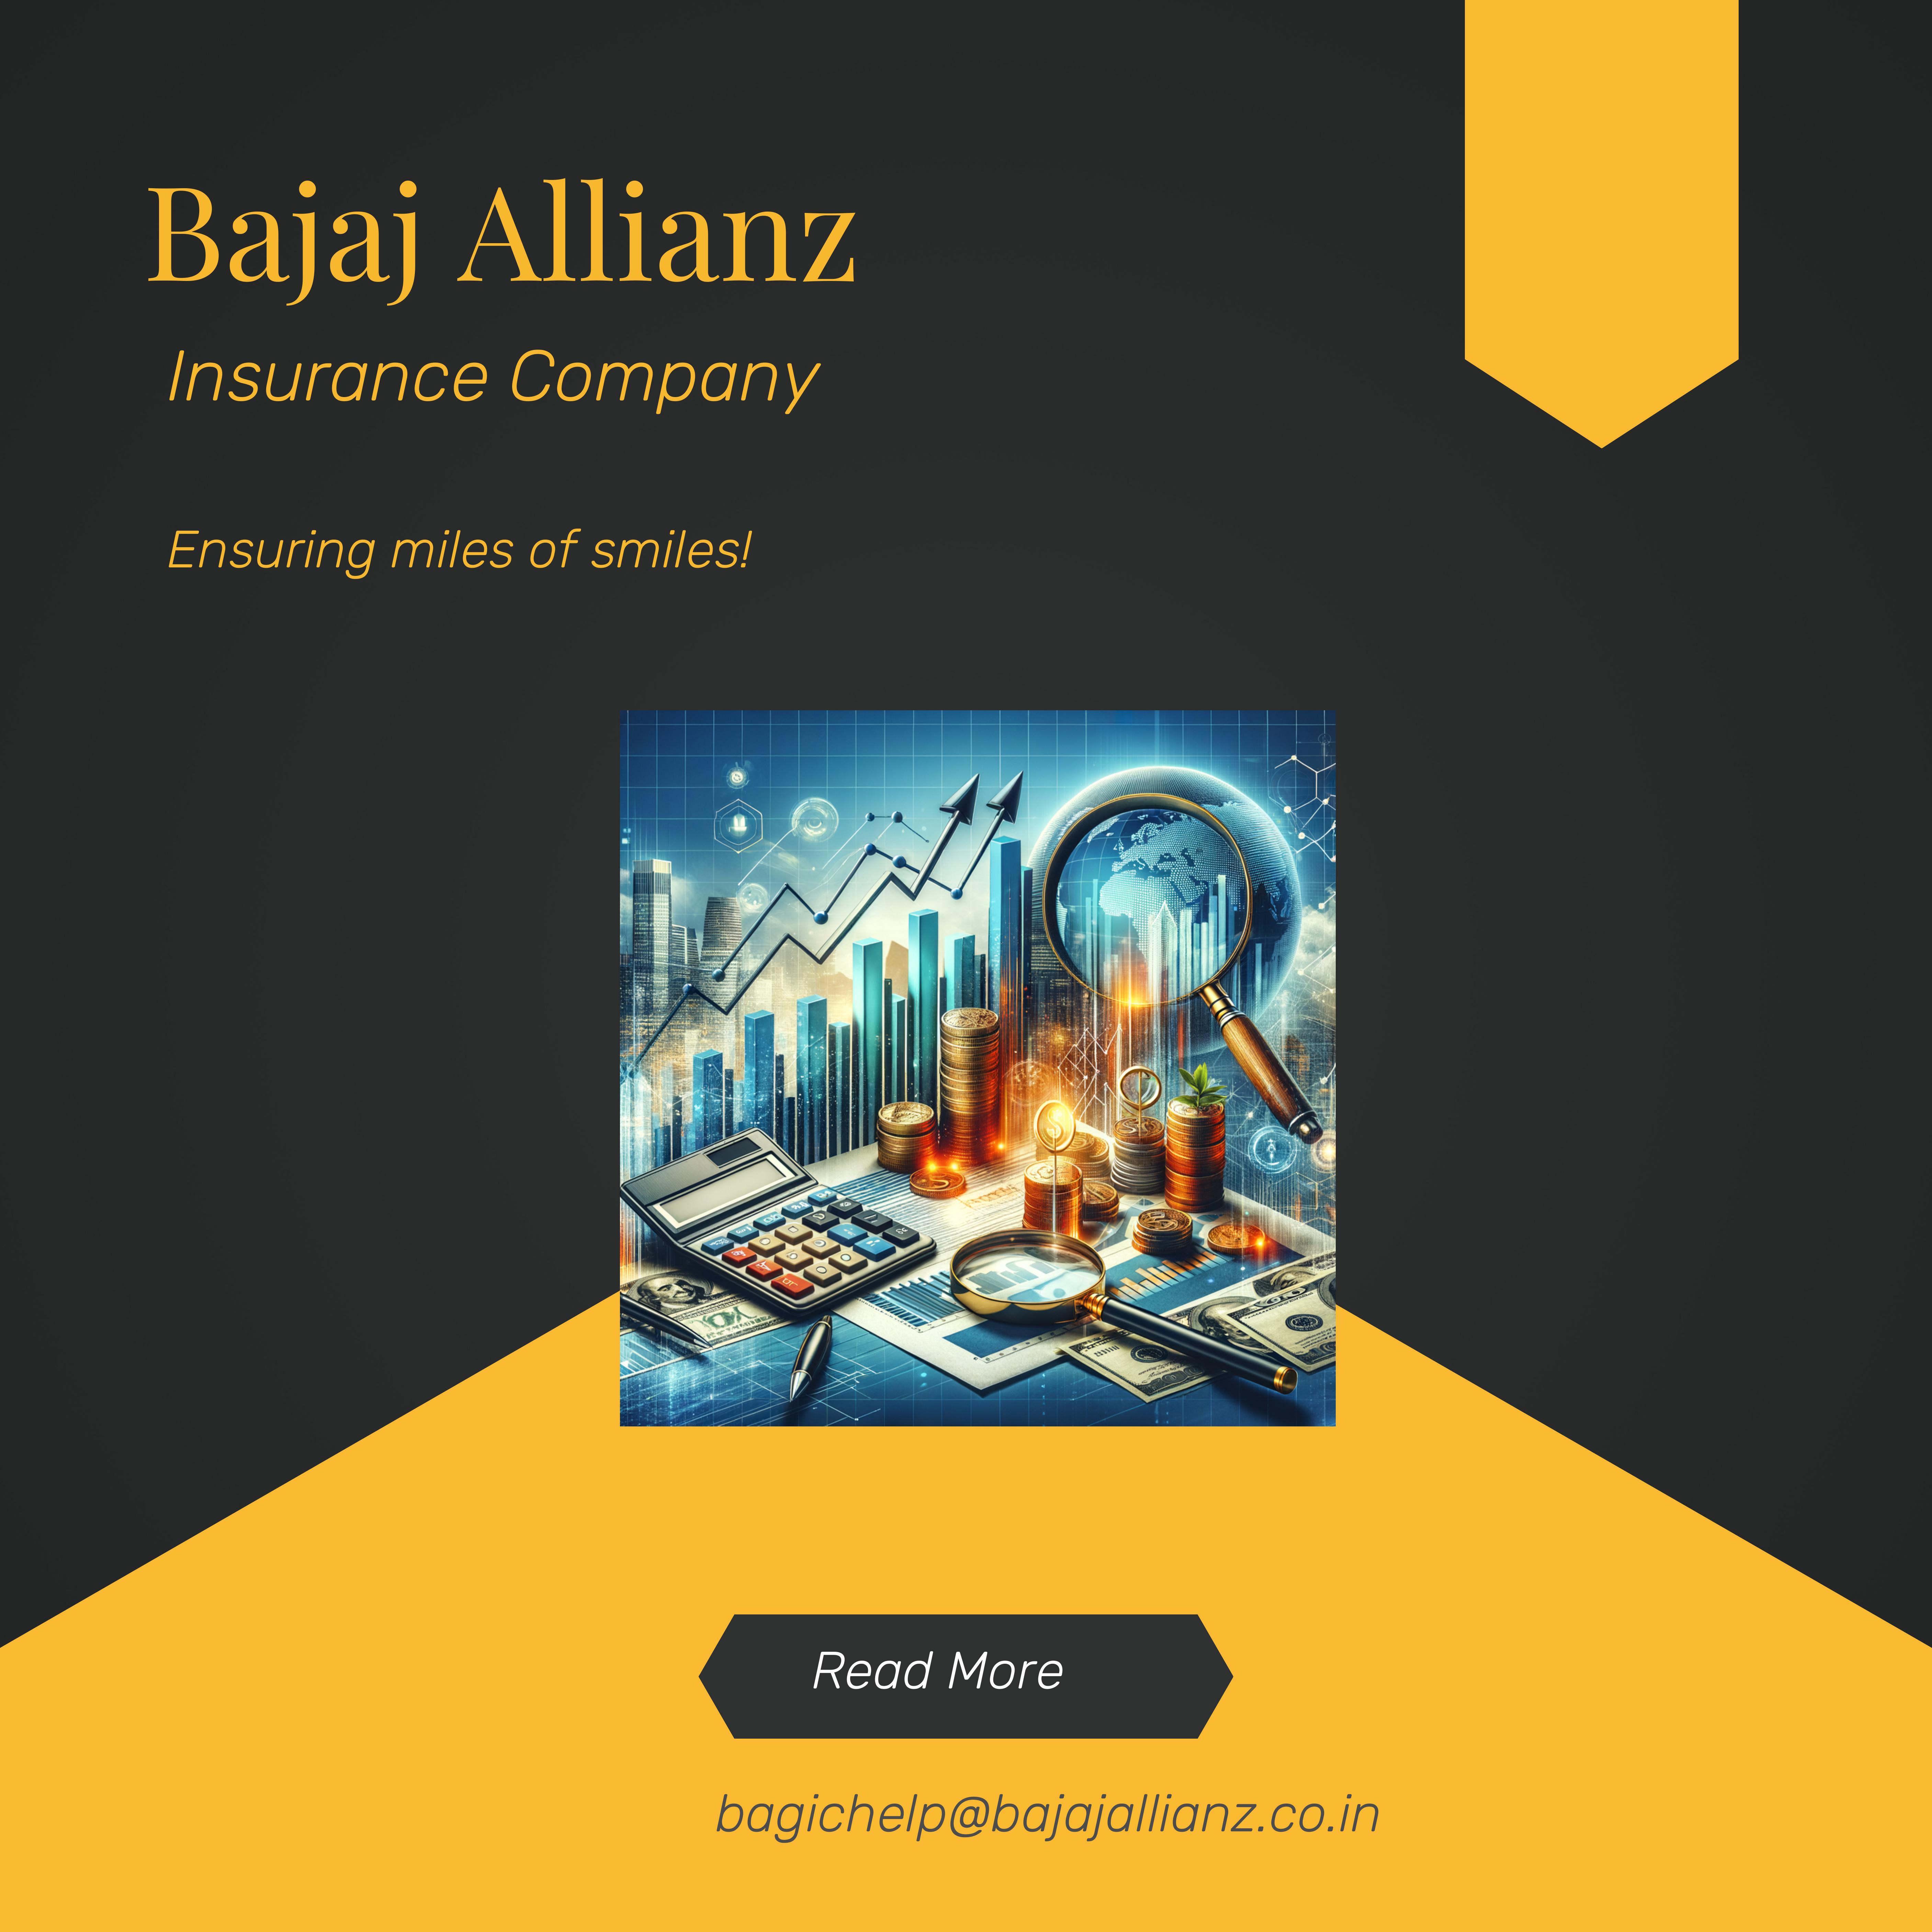 Bajaj Allianz
Insurance Company
Ensuring miles of smiles!
Read More
bagichelp@bajajallianz.co.in